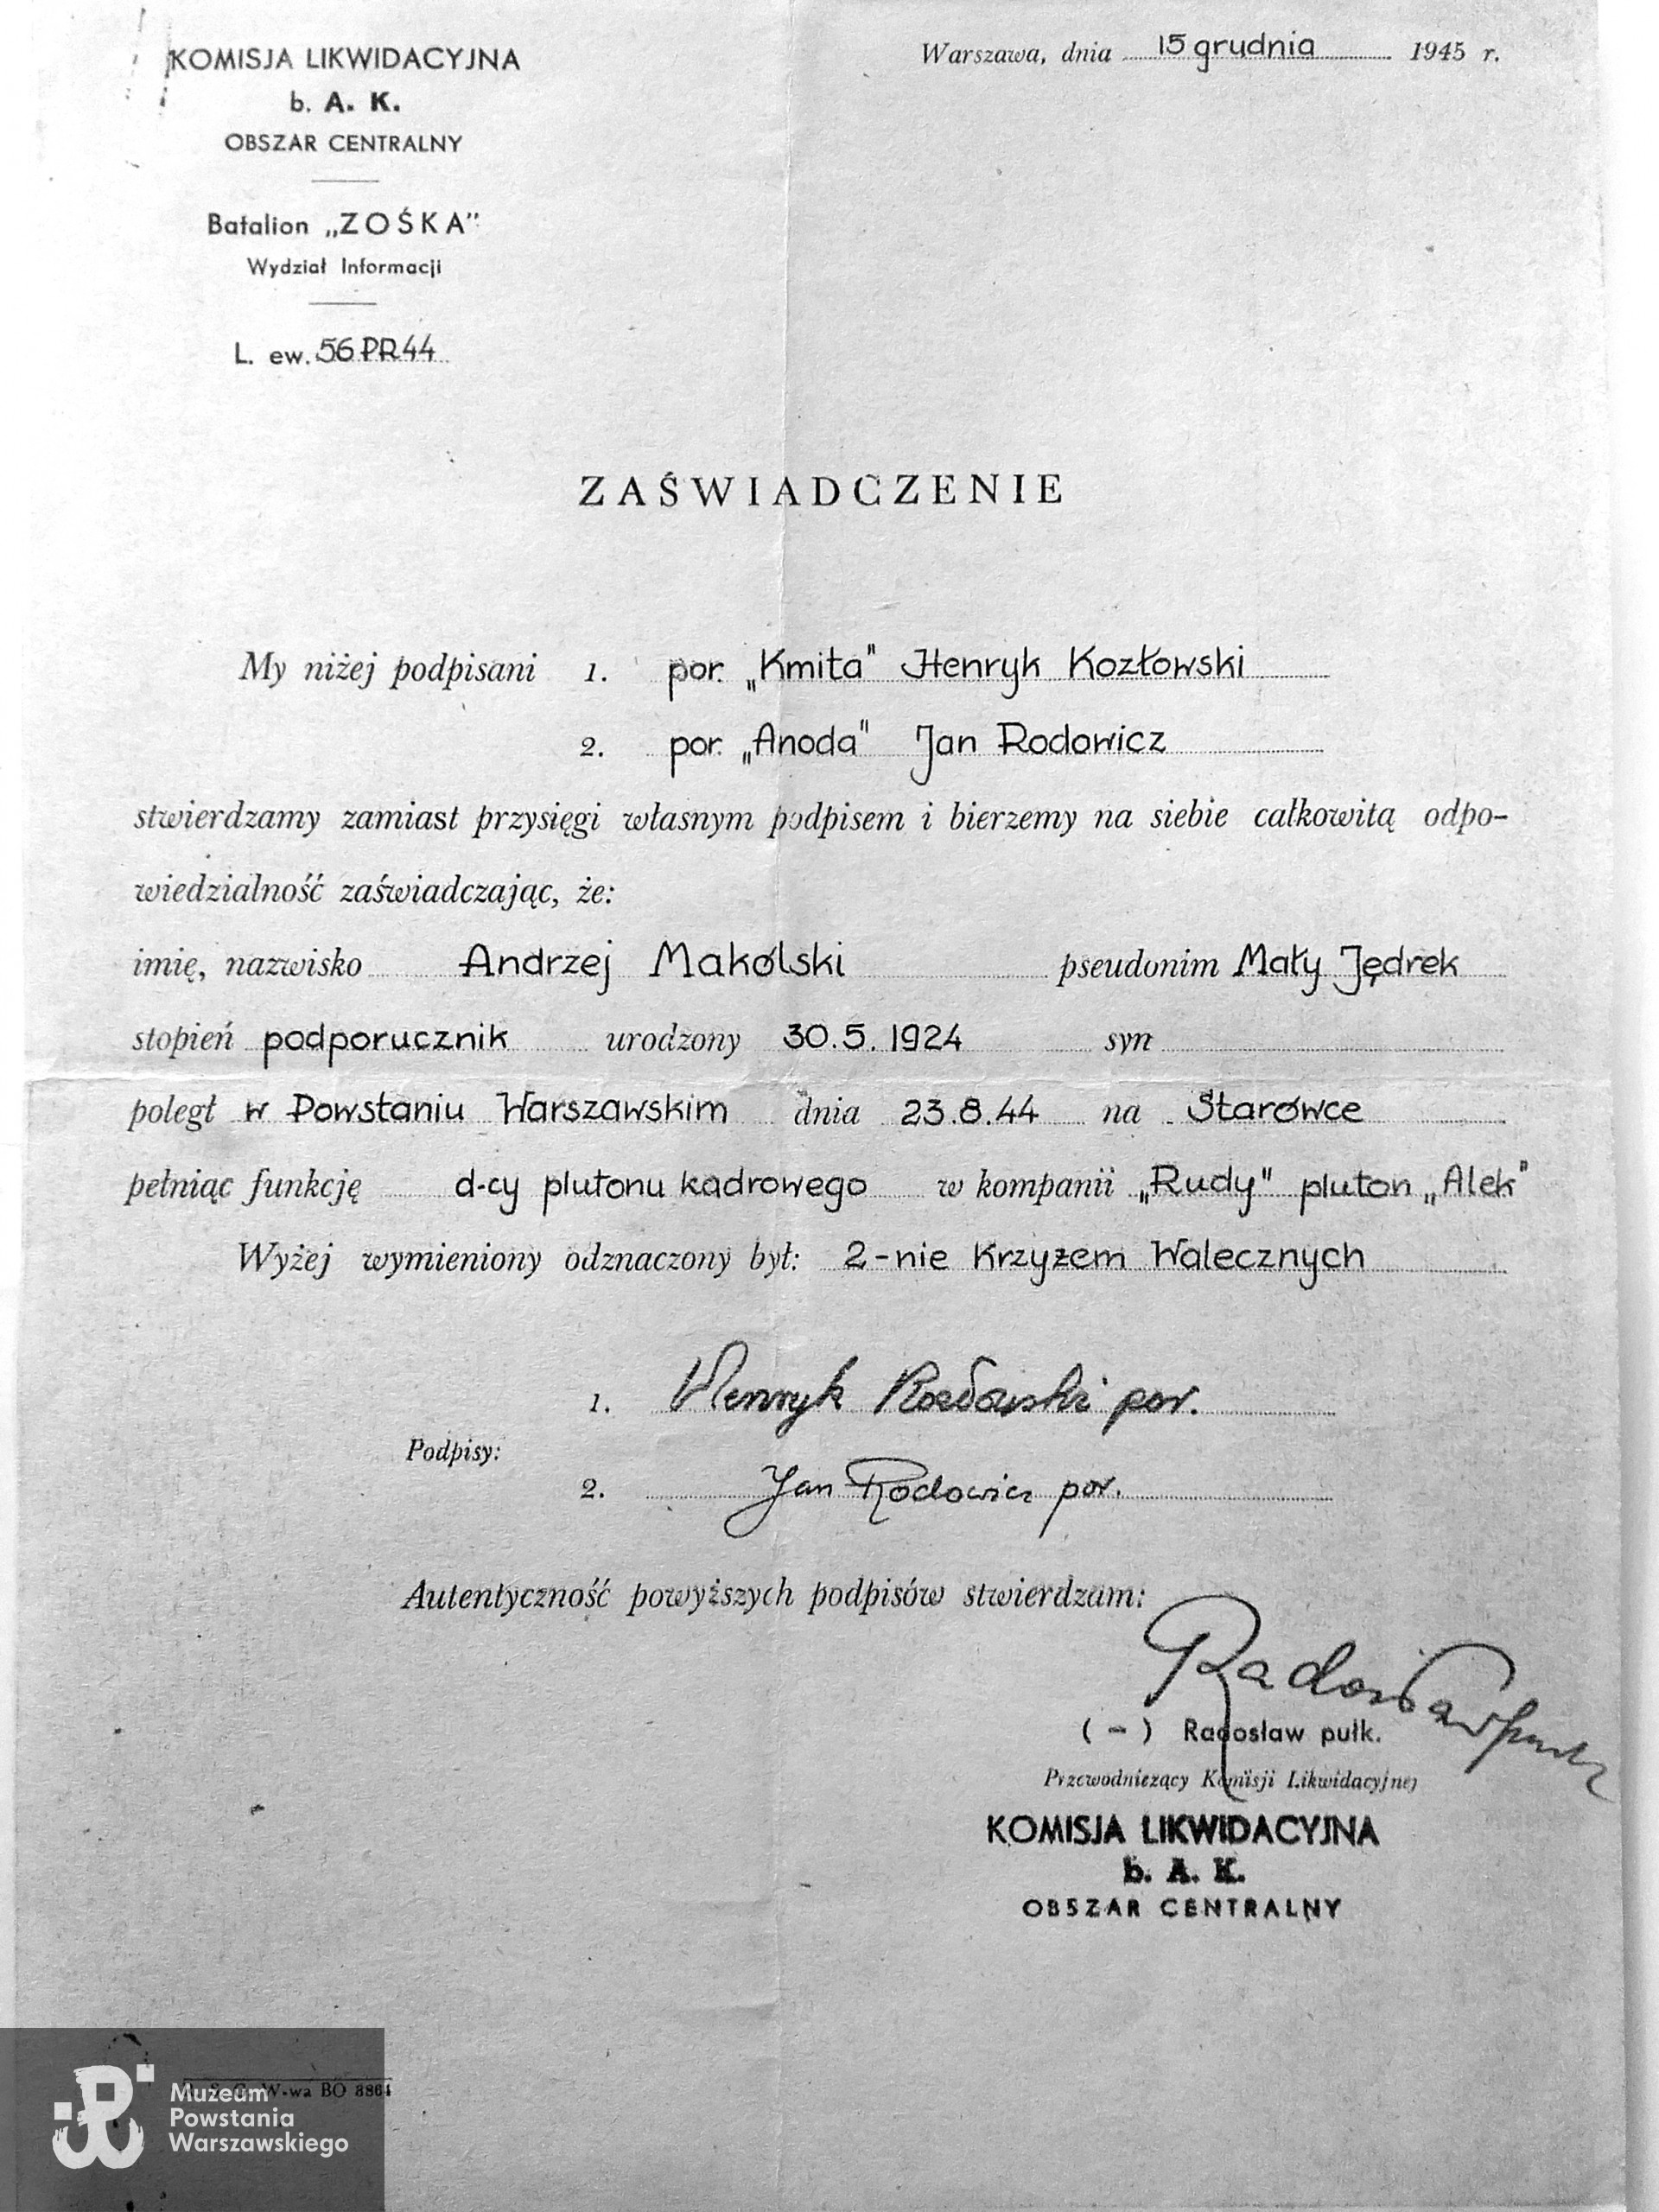 KOMISJA LIKWIDACYJNA
b. A. K.
OBSZAR CENTRALNY
Batalion „ZOŚKA"
Wydział Informacji
L. ew. 56 PR 44
Warszawa, dnia 15 grudnia 1945 r.
ZAŚWIADCZENIE
My niżej podpisani 1. por. „Kmita" Henryk Kozłowski
2. por. „Anoda" Jan Rodowicz
stwierdzamy zamiast przysięgi własnym podpisem i bierzemy na siebie całkowitą odpo-
wiedzialność zaświadczając, że:
imię, nazwisko Andrzej Makólski pseudonim Mały Jędrek
stopień podporucznik urodzony 30.5.1924 syn
poległ w Powstaniu Warszawskim dnia 23.8.44 na Starówce
pełniąc funkcję d-cy plutonu kadrowego w kompanii „Rudy" pluton „Alek"
Wyżej wymieniony odznaczony był: 2-nie Krzyżem Walecznych
1. Henryk Kozłowski por.
Podpisy:
2. Jan Rodowicz por.
Autentyczność powyższych podpisów stwierdzam:
Radosław
( - ) Radosław pułk.
Przewodniczący Komisji Likwidacyjnej
KOMISJA LIKWIDACYJNA
b. A. K.
OBSZAR CENTRALNY
W-wa BO 8864
Muzeum
Powstania
Warszawskiego